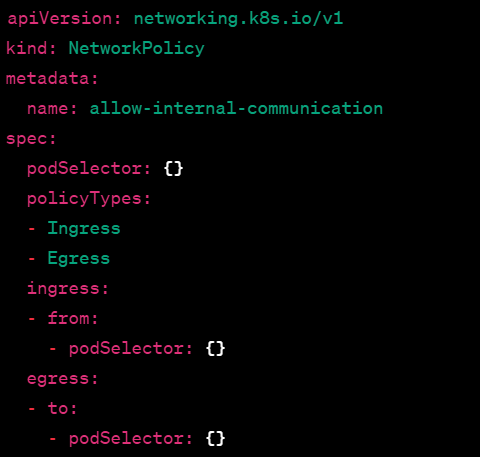 apiVersion: networking.k8s.io/v1
kind: NetworkPolicy
metadata:
  name: allow-internal-communication
spec:
  podSelector: {}
  policyTypes:
  - Ingress
  - Egress
  ingress:
  - from:
    - podSelector: {}
  egress:
  - to:
    - podSelector: {}